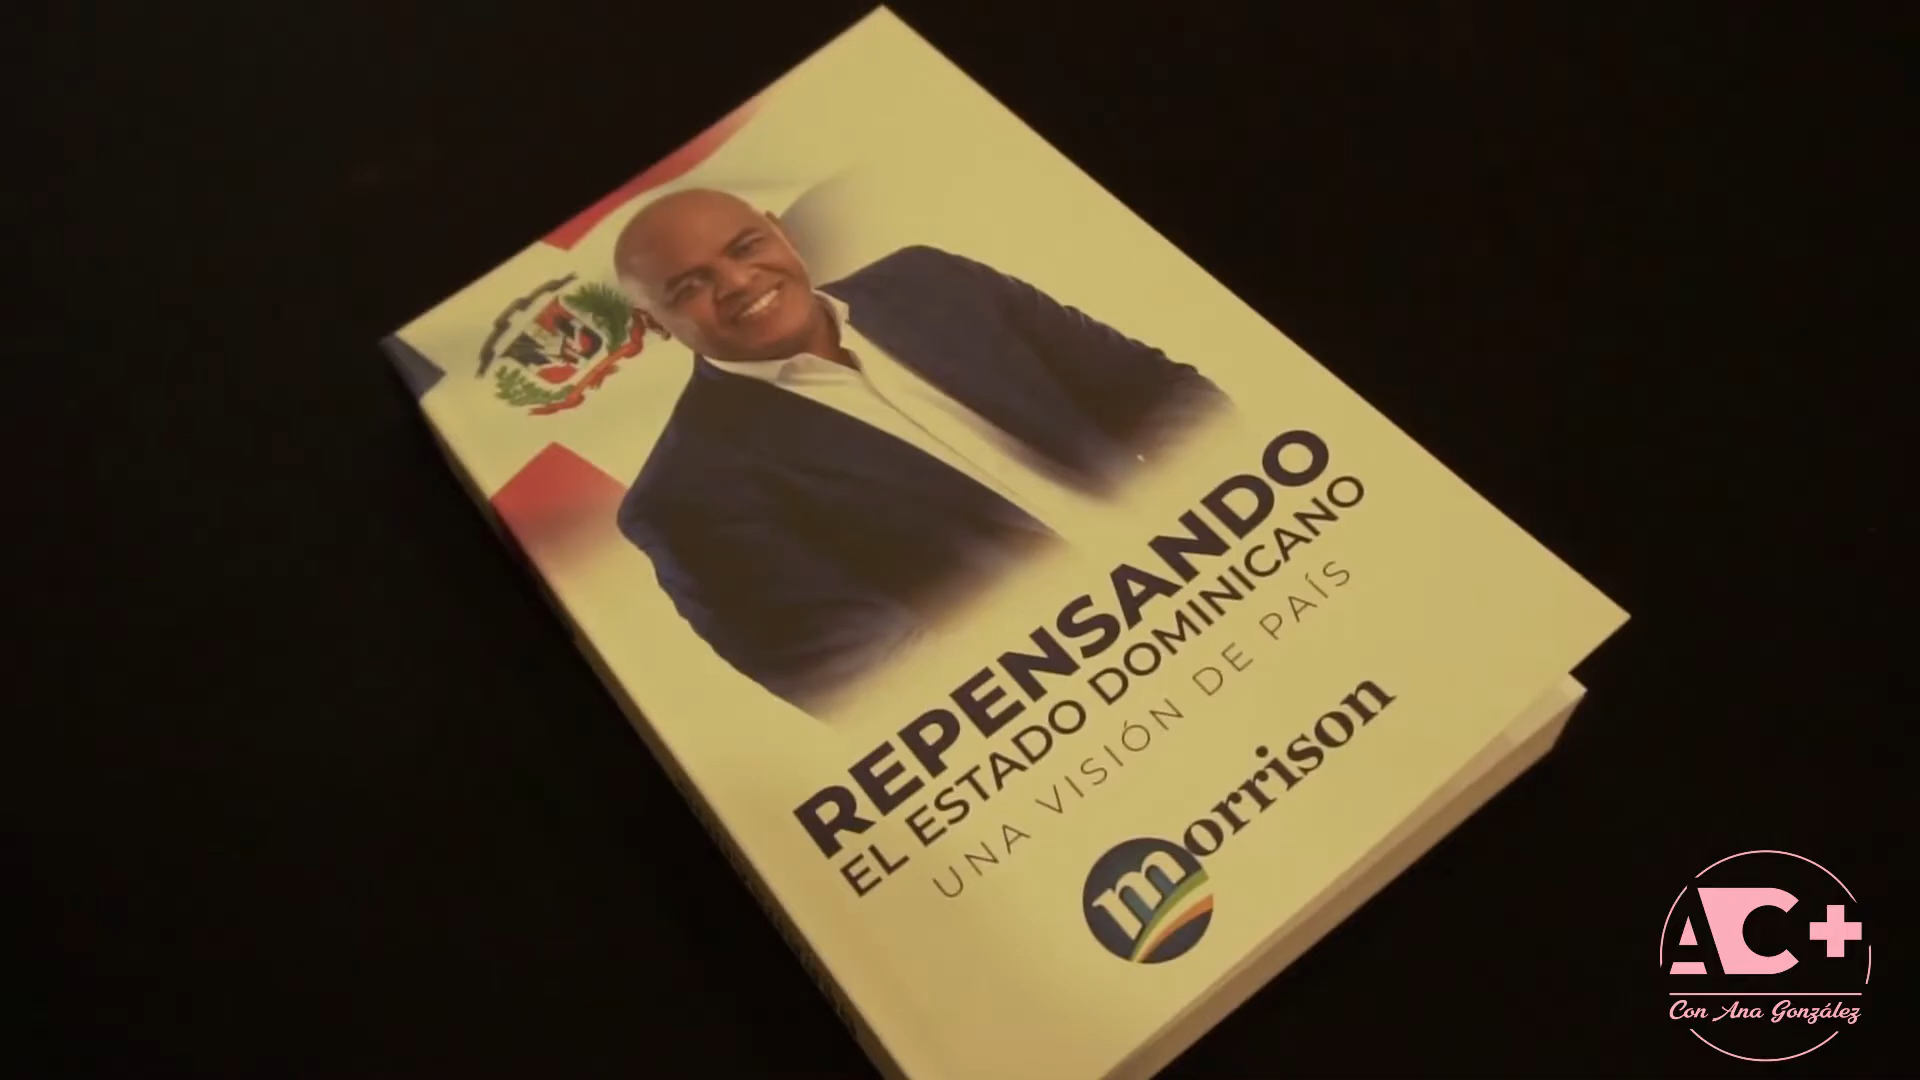 REPENSANDO
EL ESTADO DOMINICANO
UNA VISIÓN DE PAÍS
morrison
AC+
Con Ana González